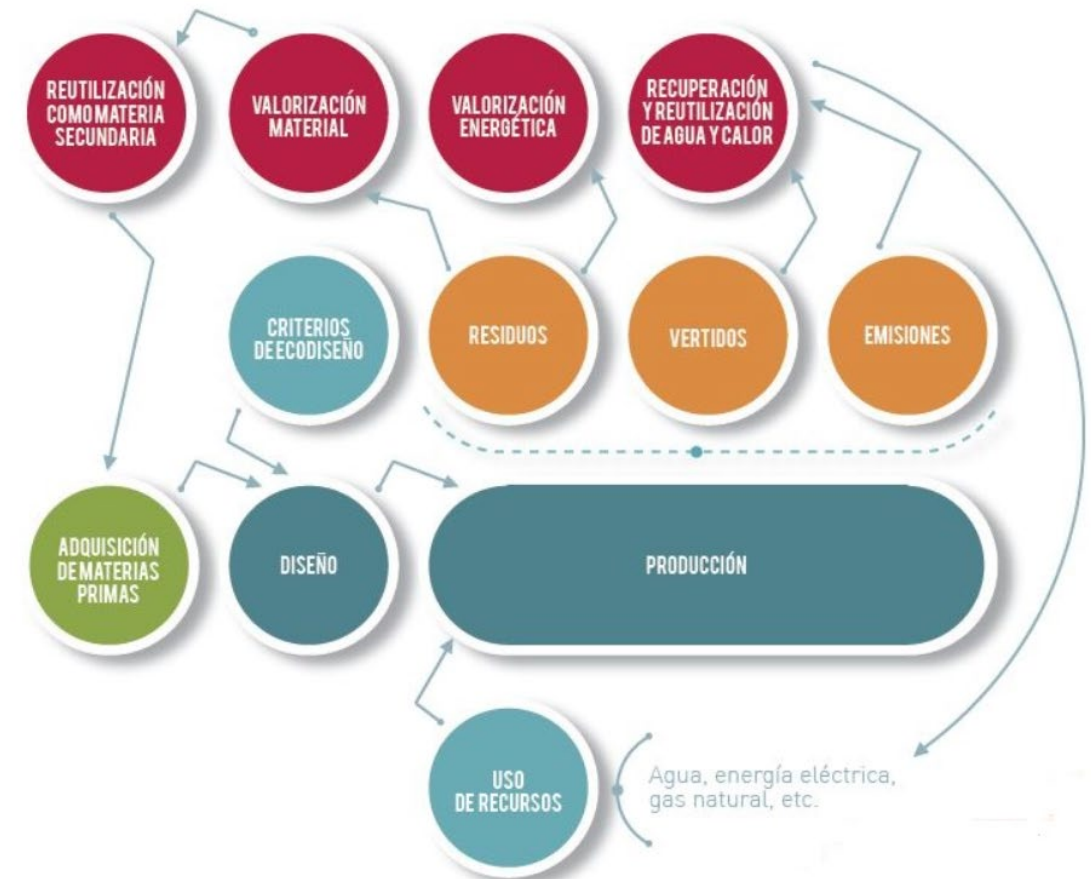 REUTILIZACIÓN
COMO MATERIA
SECUNDARIA
VALORIZACIÓN
MATERIAL
VALORIZACIÓN
ENERGÉTICA
RECUPERACIÓN
Y REUTILIZACIÓN
DE AGUA Y CALOR
CRITERIOS
DE ECODISEÑO
RESIDUOS
VERTIDOS
EMISIONES
ADQUISICIÓN
DE MATERIAS
PRIMAS
DISEÑO
PRODUCCIÓN
USO
DE RECURSOS
Agua, energía eléctrica,
gas natural, etc.